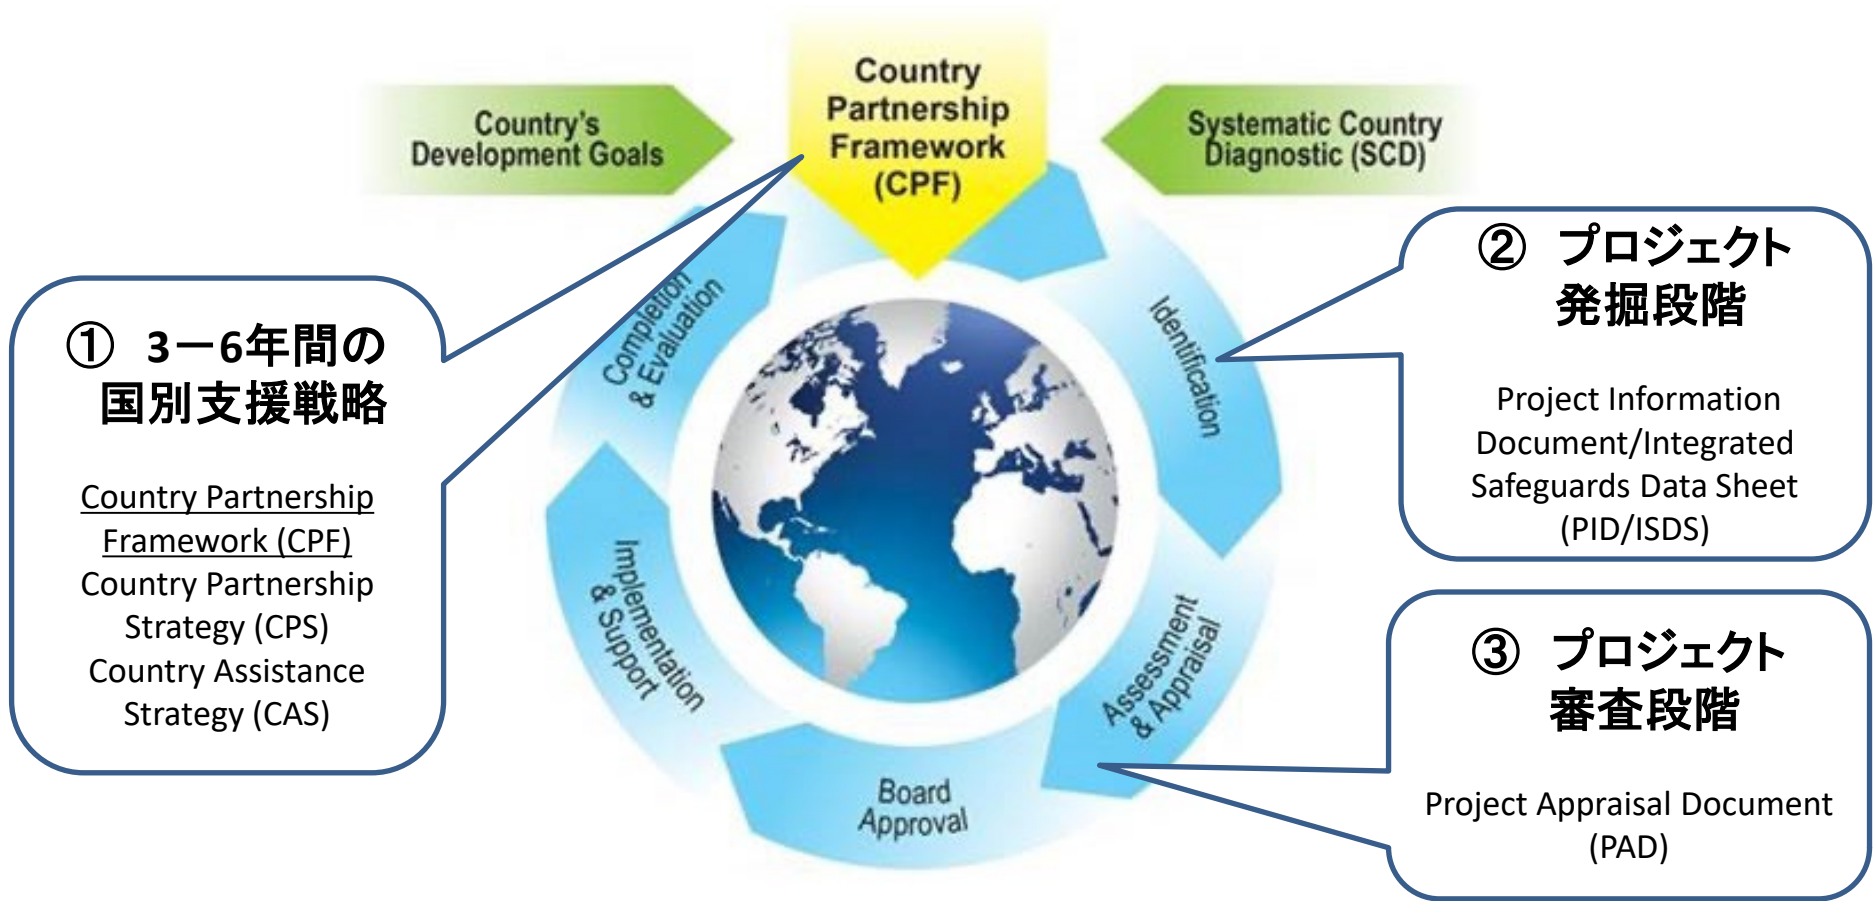 Country
Partnership
Framework
(CPF)
Country's
Development Goals
Systematic Country
Diagnostic (SCD)
① 3ー6年間の
国別支援戦略
Country Partnership
Framework (CPF)
Country Partnership
Strategy (CPS)
Country Assistance
Strategy (CAS)
② プロジェクト
発掘段階
Project Information
Document/Integrated
Safeguards Data Sheet
(PID/ISDS)
③ プロジェクト
審査段階
Project Appraisal Document
(PAD)
Identification
Assessment
& Appraisal
Board
Approval
Implementation
& Support
Completion
& Evaluation